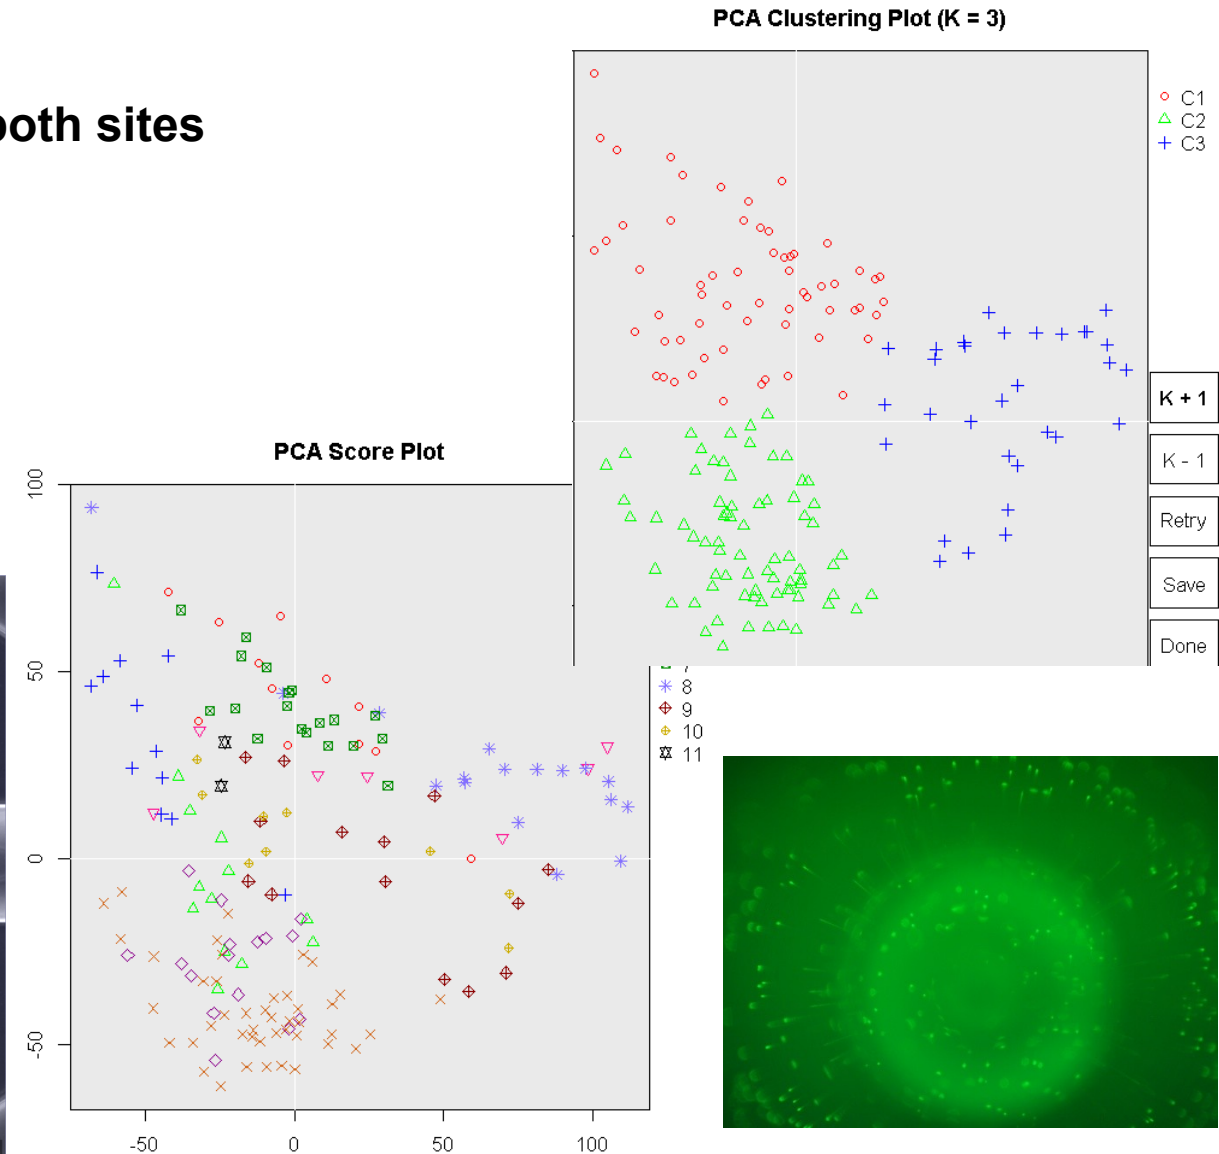 PCA Clustering Plot (K = 3)
both sites
C1
C2
C3
K + 1
K - 1
Retry
Save
Done
PCA Score Plot
100
50
0
-50
-50
0
50
100
8
9
10
11